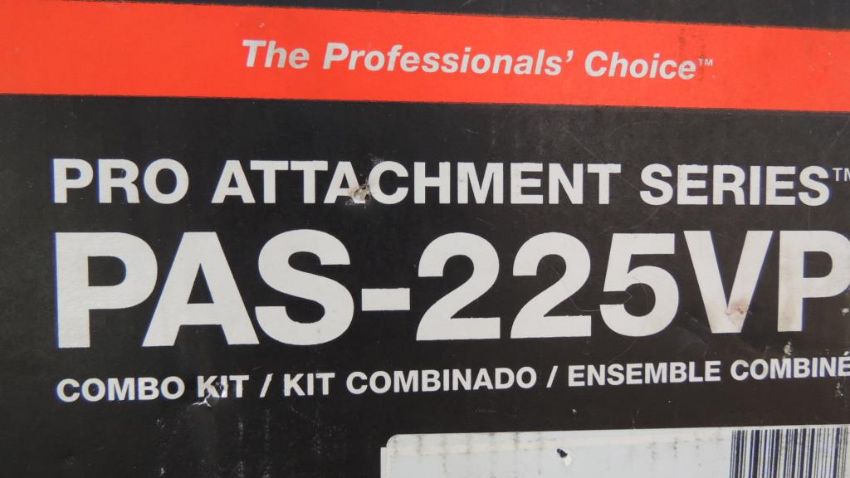 The Professionals' Choice™
PRO ATTACHMENT SERIES™
PAS-225VP
COMBO KIT / KIT COMBINADO / ENSEMBLE COMBINÉ